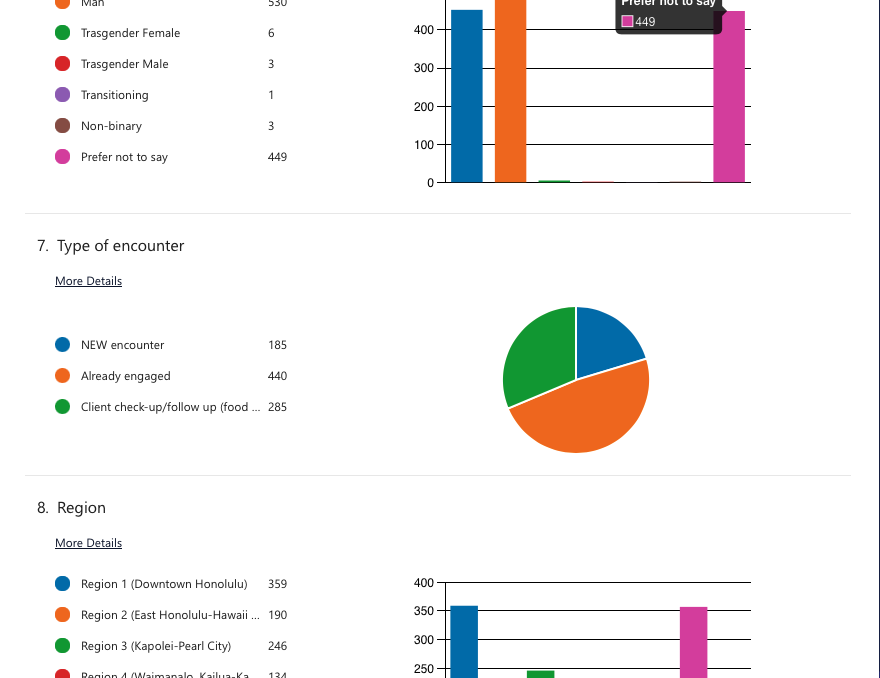 Man 530
Prefer not to say
449
Trasgender Female 6
Trasgender Male 3
Transitioning 1
Non-binary 3
Prefer not to say 449
400
300
200
100
0
7. Type of encounter
More Details
NEW encounter 185
Already engaged 440
Client check-up/follow up (food ... 285
8. Region
More Details
Region 1 (Downtown Honolulu) 359
Region 2 (East Honolulu-Hawaii ... 190
Region 3 (Kapolei-Pearl City) 246
Region 4 (Waimanalo, Kailua-Ka... 134
400
350
300
250